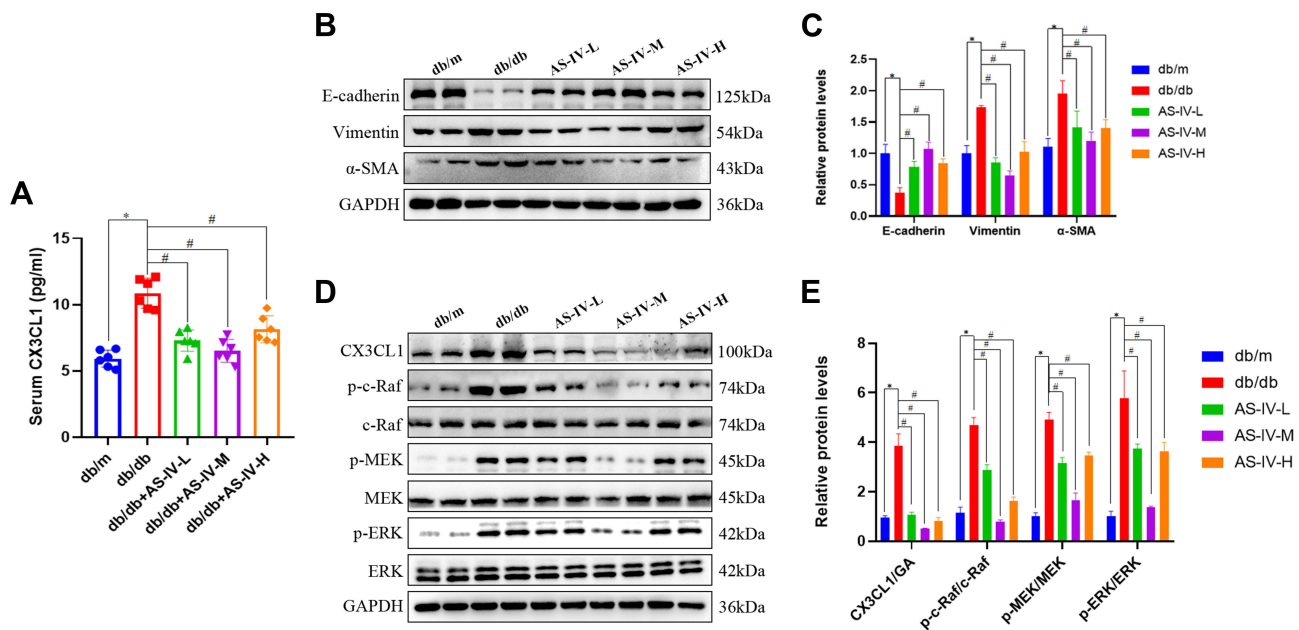 A
Serum CX3CL1 (pg/ml)
15
10
5
0
*
#
#
#
db/m
db/db
db/db+AS-IV-L
db/db+AS-IV-M
db/db+AS-IV-H
B
db/m db/db AS-IV-L AS-IV-M AS-IV-H
E-cadherin 125kDa
Vimentin 54kDa
α-SMA 43kDa
GAPDH 36kDa
C
Relative protein levels
2.5
2.0
1.5
1.0
0.5
0.0
* # # #
* # # #
* # # #
E-cadherin Vimentin α-SMA
db/m
db/db
AS-IV-L
AS-IV-M
AS-IV-H
D
db/m db/db AS-IV-L AS-IV-M AS-IV-H
CX3CL1 100kDa
p-c-Raf 74kDa
c-Raf 74kDa
p-MEK 45kDa
MEK 45kDa
p-ERK 42kDa
ERK 42kDa
GAPDH 36kDa
E
Relative protein levels
8
6
4
2
0
* # # #
* # # #
* # # #
* # # #
CX3CL1/GA
p-c-Raf/c-Raf
p-MEK/MEK
p-ERK/ERK
db/m
db/db
AS-IV-L
AS-IV-M
AS-IV-H